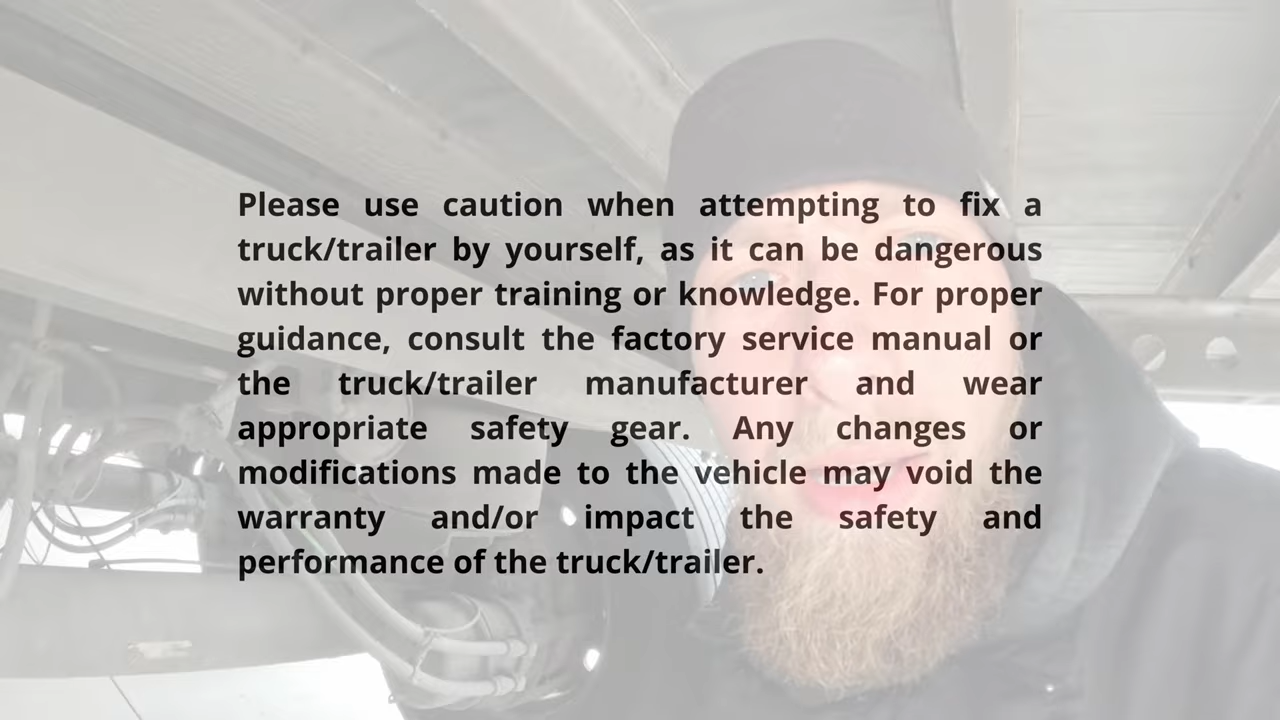 Please use caution when attempting to fix a
truck/trailer by yourself, as it can be dangerous
without proper training or knowledge. For proper
guidance, consult the factory service manual or
the truck/trailer manufacturer and wear
appropriate safety gear. Any changes or
modifications made to the vehicle may void the
warranty and/or impact the safety and
performance of the truck/trailer.